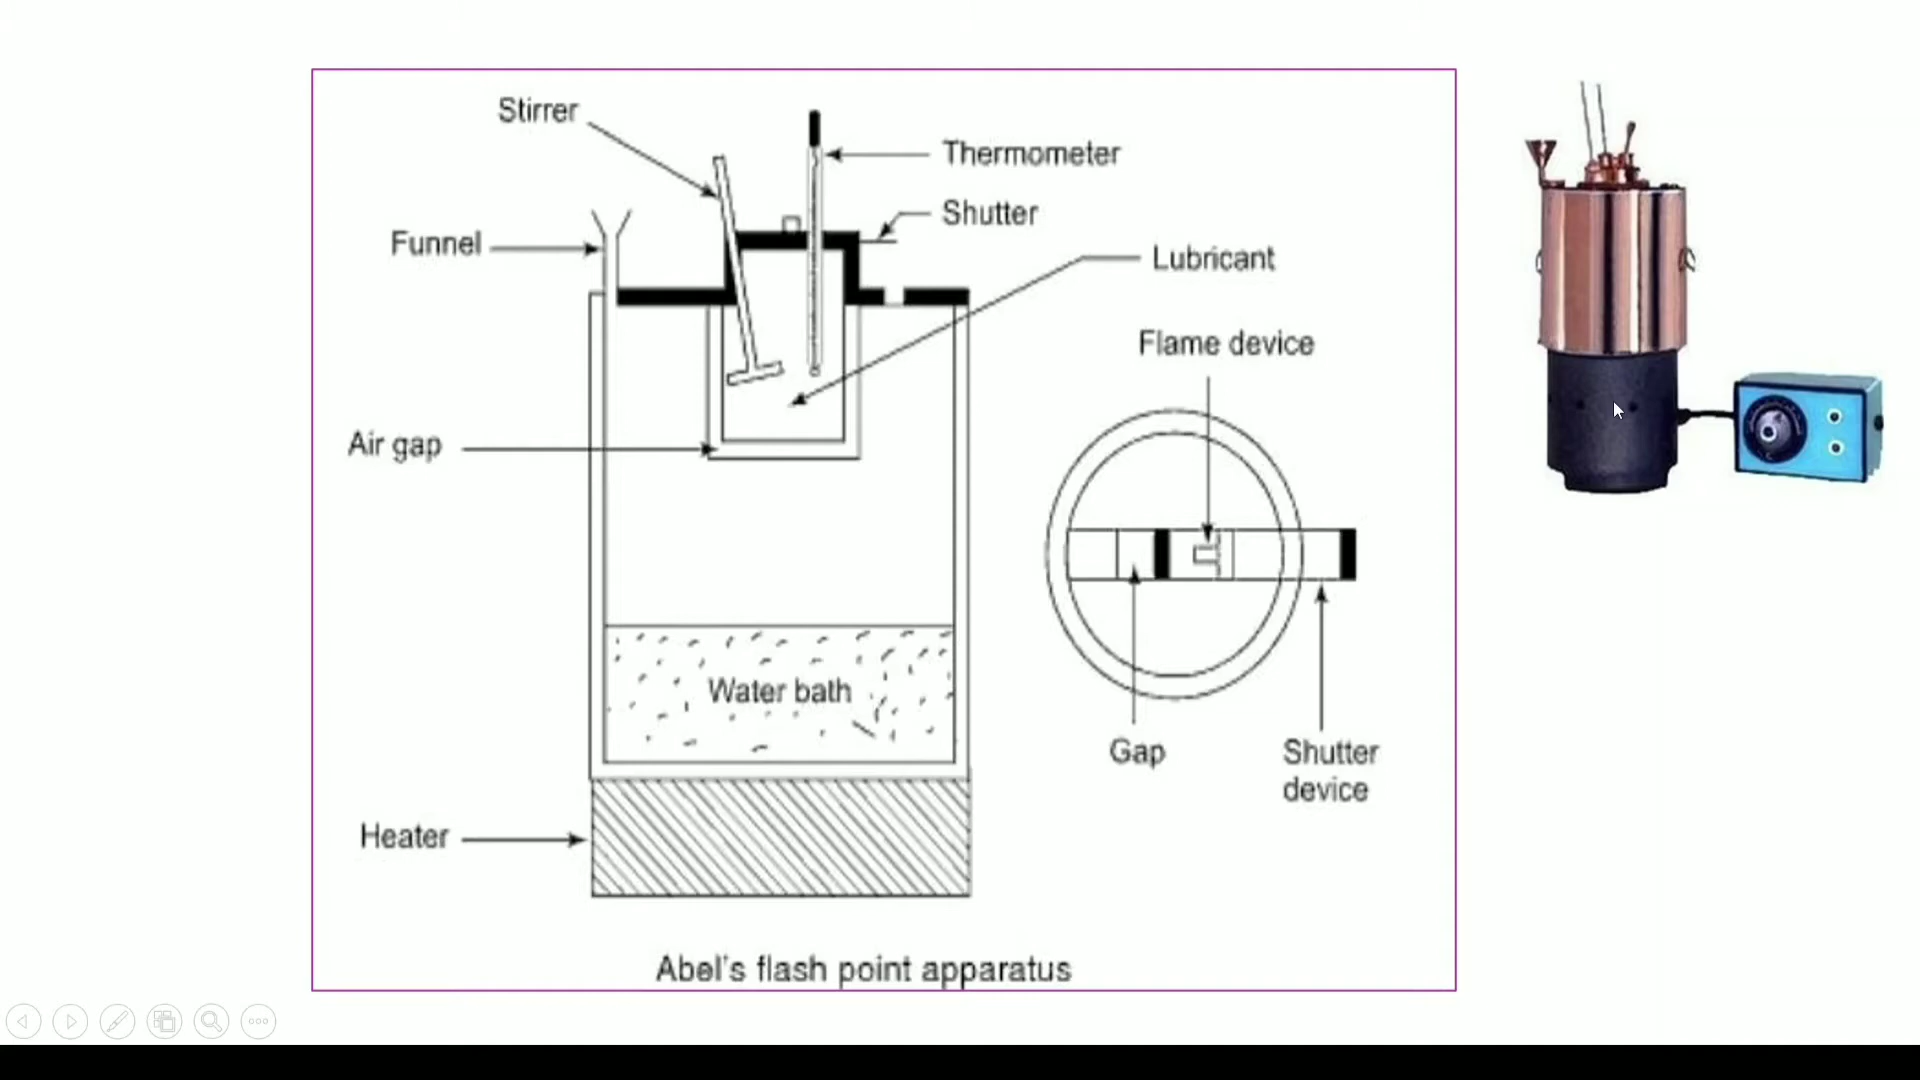 Stirrer
Thermometer
Shutter
Funnel
Lubricant
Flame device
Air gap
Water bath
Gap
Shutter
device
Heater
Abel's flash point apparatus